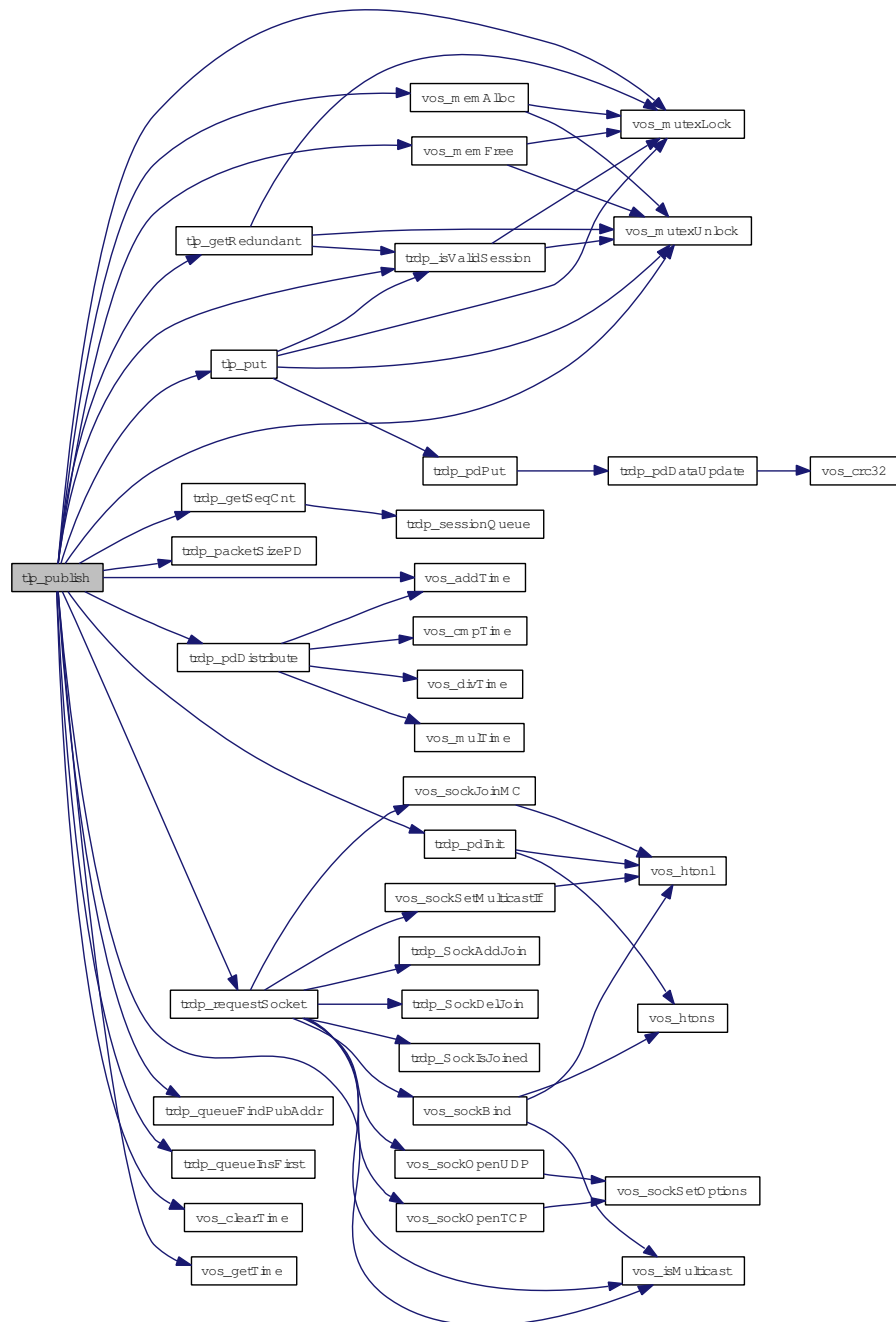 vos_memAlloc
vos_mutexLock
vos_memFree
vos_mutexUnlock
tlp_getRedundant
trdp_isValidSession
tlp_put
trdp_pdPut
trdp_pdDataUpdate
vos_crc32
trdp_getSeqCnt
trdp_sessionQueue
trdp_packetSizePD
tlp_publish
vos_addTime
vos_cmpTime
trdp_pdDistribute
vos_divTime
vos_mulTime
vos_sockJoinMC
trdp_pdInit
vos_htonl
vos_sockSetMulticastIf
trdp_SockAddJoin
trdp_requestSocket
trdp_SockDelJoin
vos_htons
trdp_SockIsJoined
trdp_queueFindPubAddr
vos_sockBind
trdp_queueInsFirst
vos_sockOpenUDP
vos_sockSetOptions
vos_clearTime
vos_sockOpenTCP
vos_getTime
vos_isMulticast